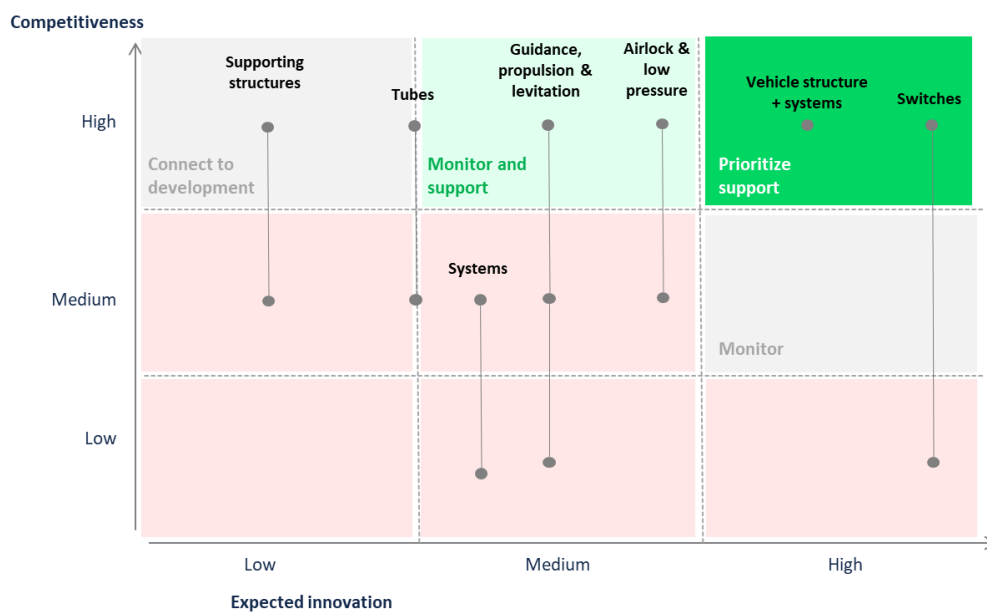 Competitiveness
Supporting
structures
Tubes
Guidance,
propulsion &
levitation
Airlock &
low
pressure
Vehicle structure
+ systems
Switches
High
Connect to
development
Monitor and
support
Prioritize
support
Systems
Medium
Monitor
Low
Low
Medium
High
Expected innovation